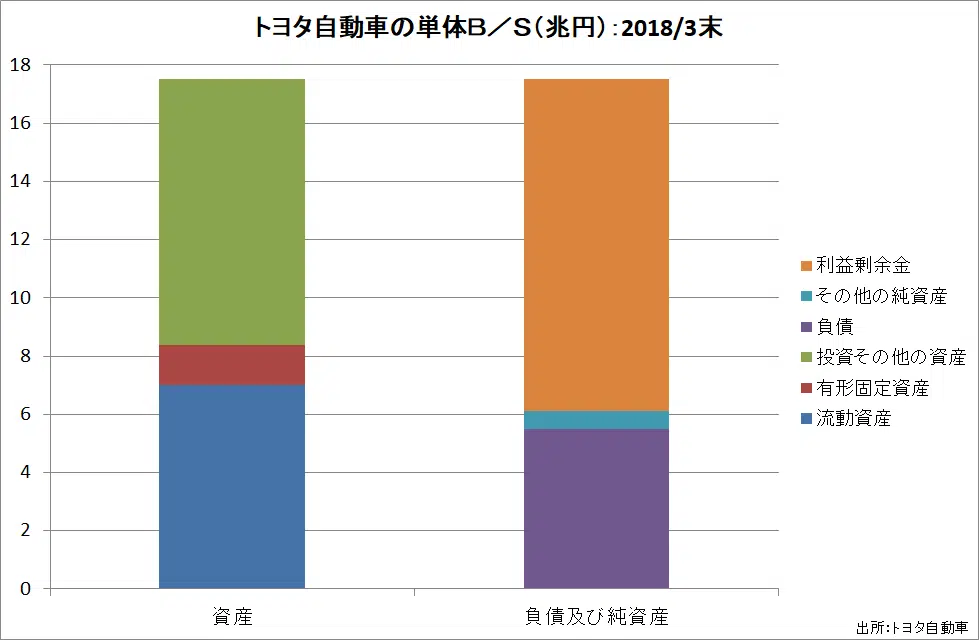 トヨタ自動車の単体B／S（兆円）：2018/3末
18
16
14
12
10
8
6
4
2
0
資産
負債及び純資産
利益剰余金
その他の純資産
負債
投資その他の資産
有形固定資産
流動資産
出所：トヨタ自動車